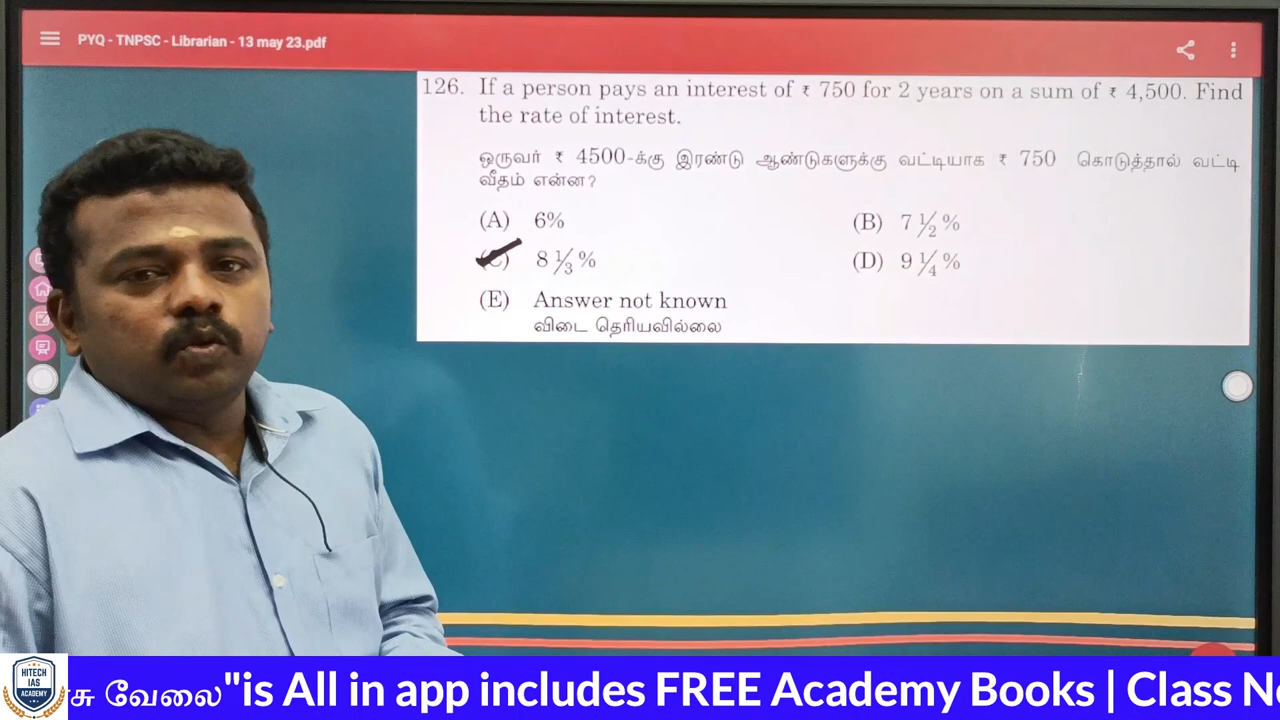 PYQ - TNPSC - Librarian - 13 may 23.pdf
126. If a person pays an interest of ₹ 750 for 2 years on a sum of ₹ 4,500. Find
the rate of interest.
ஒருவர் ₹ 4500-க்கு இரண்டு ஆண்டுகளுக்கு வட்டியாக ₹ 750 கொடுத்தால் வட்டி
வீதம் என்ன?
(A) 6% (B) 7 ½ %
8 ⅓ % (D) 9 ¼ %
(E) Answer not known
விடை தெரியவில்லை
HITECH
IAS
ACADEMY
சு வேலை"is All in app includes FREE Academy Books | Class N